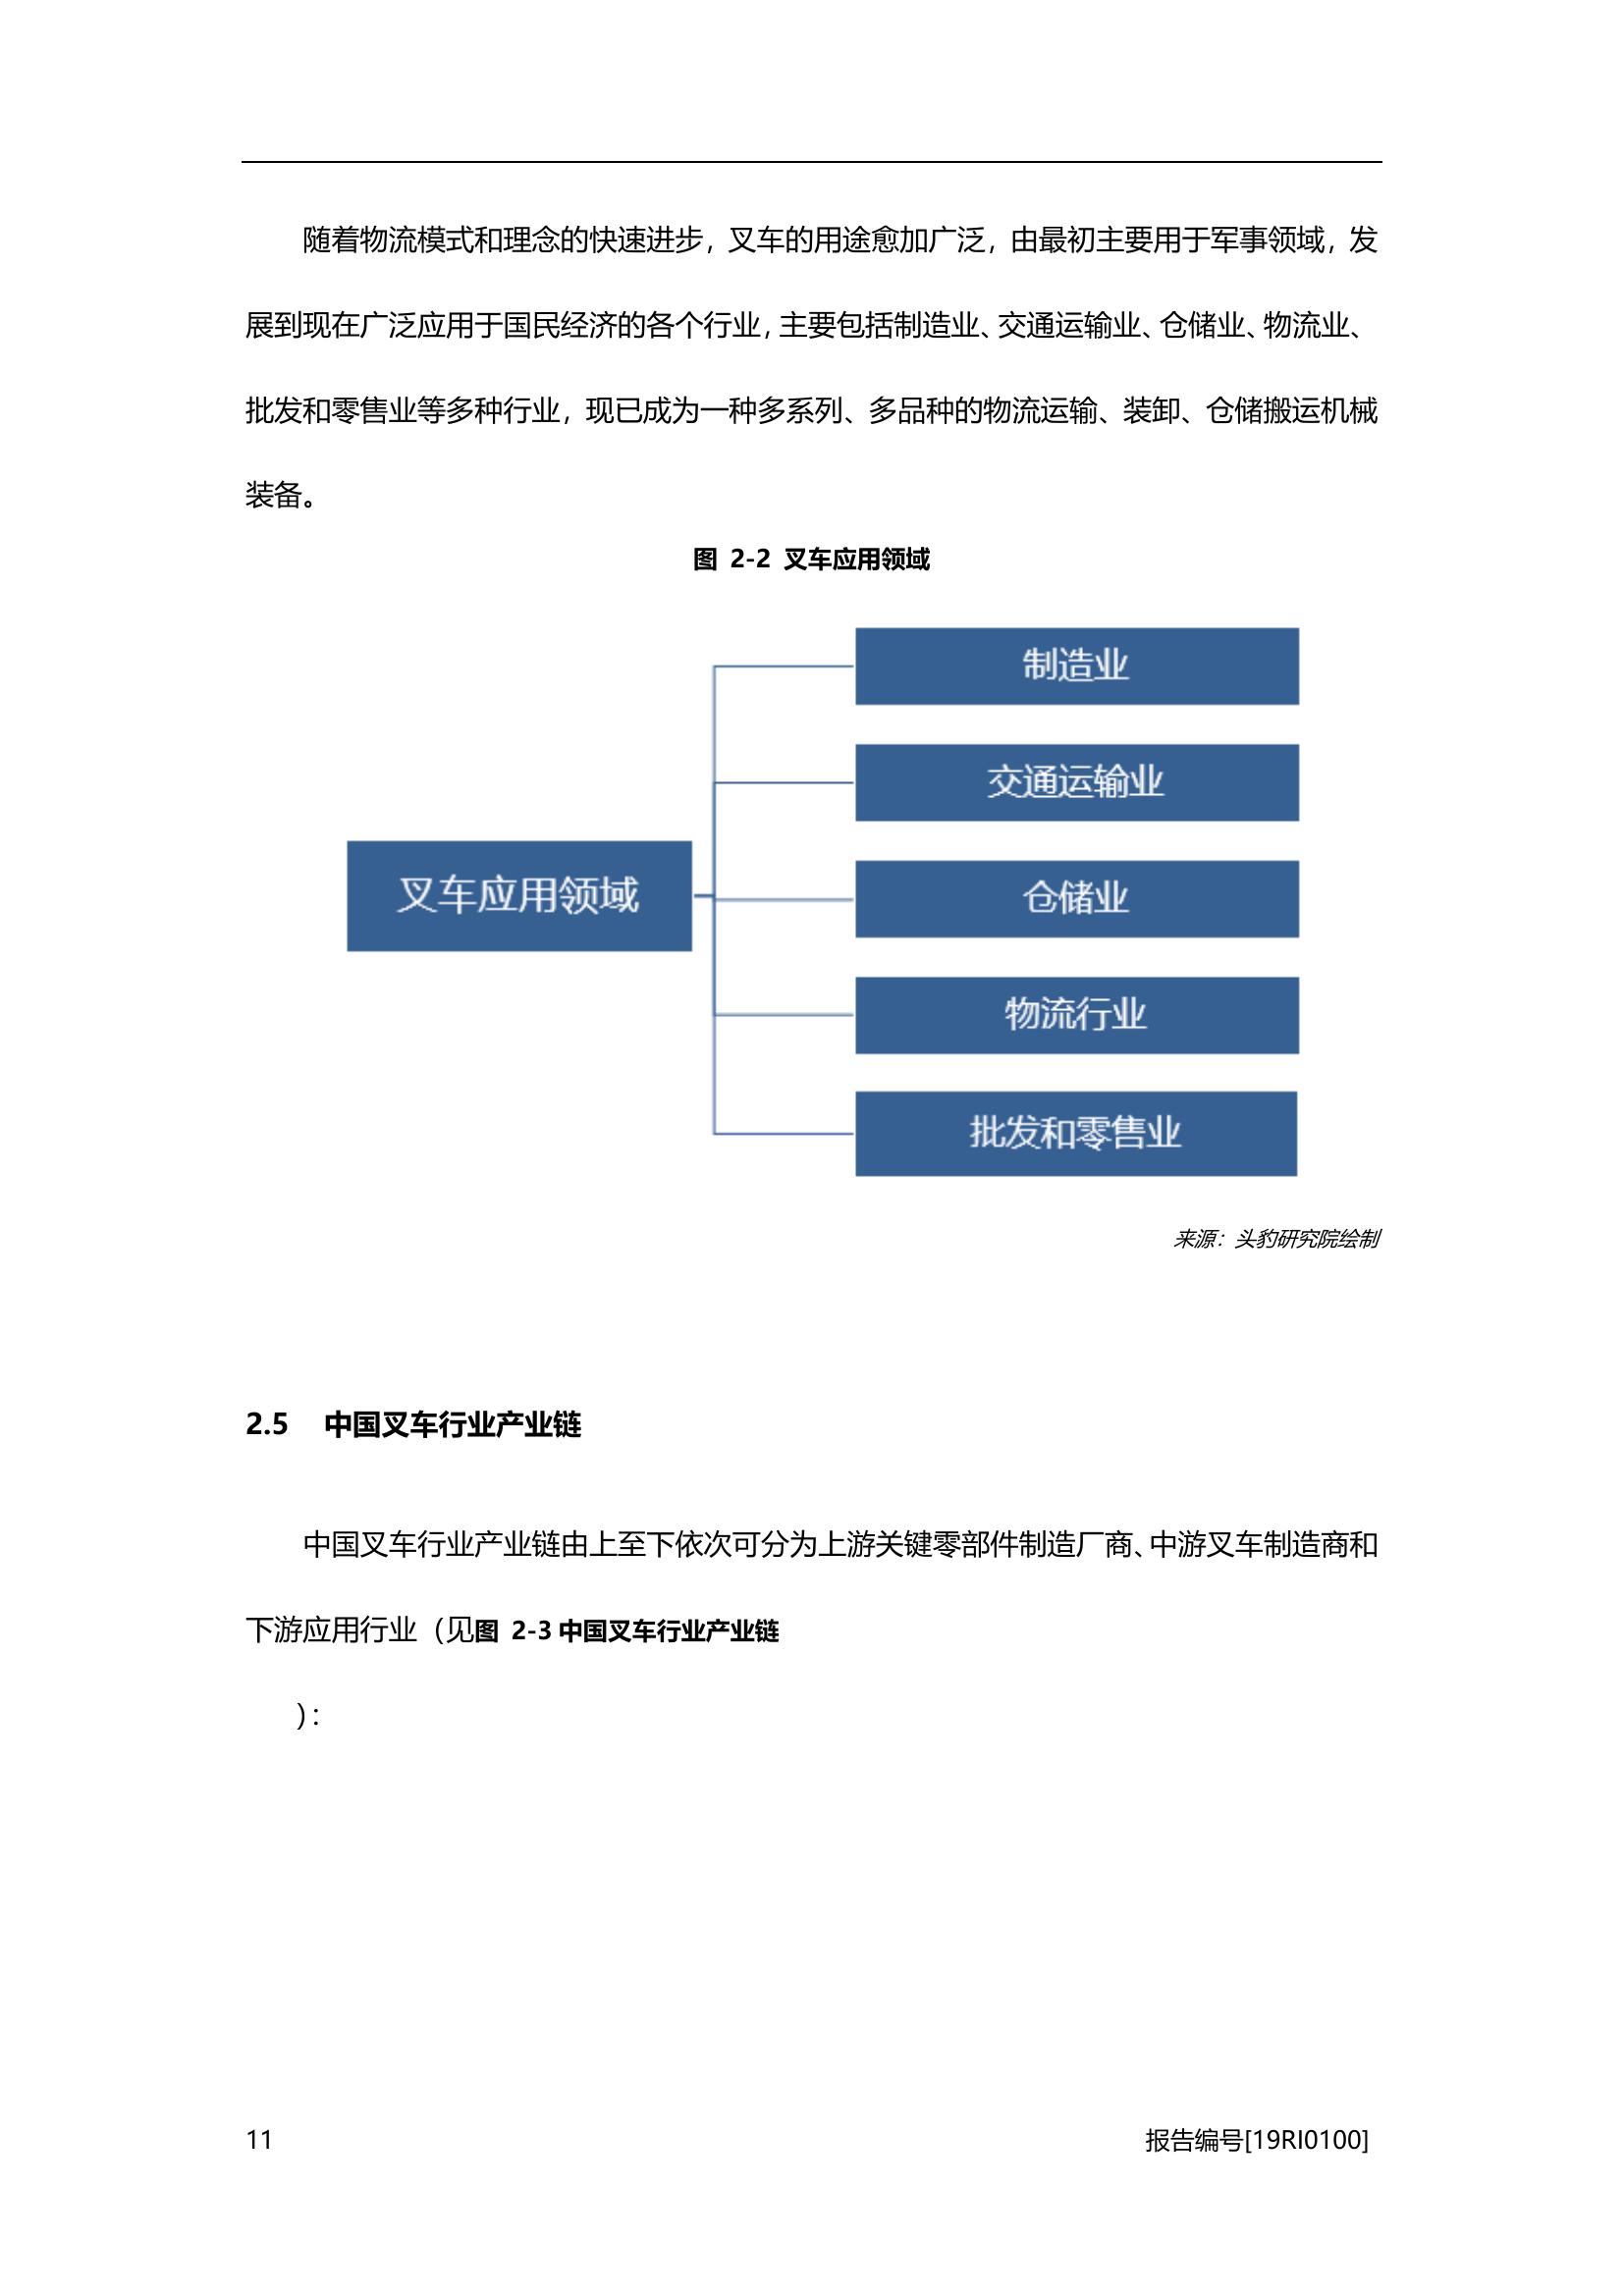 随着物流模式和理念的快速进步，叉车的用途愈加广泛，由最初主要用于军事领域，发
展到现在广泛应用于国民经济的各个行业，主要包括制造业、交通运输业、仓储业、物流业、
批发和零售业等多种行业，现已成为一种多系列、多品种的物流运输、装卸、仓储搬运机械
装备。
图 2-2 叉车应用领域
叉车应用领域
制造业
交通运输业
仓储业
物流行业
批发和零售业
来源：头豹研究院绘制
2.5 中国叉车行业产业链
中国叉车行业产业链由上至下依次可分为上游关键零部件制造厂商、中游叉车制造商和
下游应用行业（见图 2-3 中国叉车行业产业链
）：
11 报告编号[19RI0100]